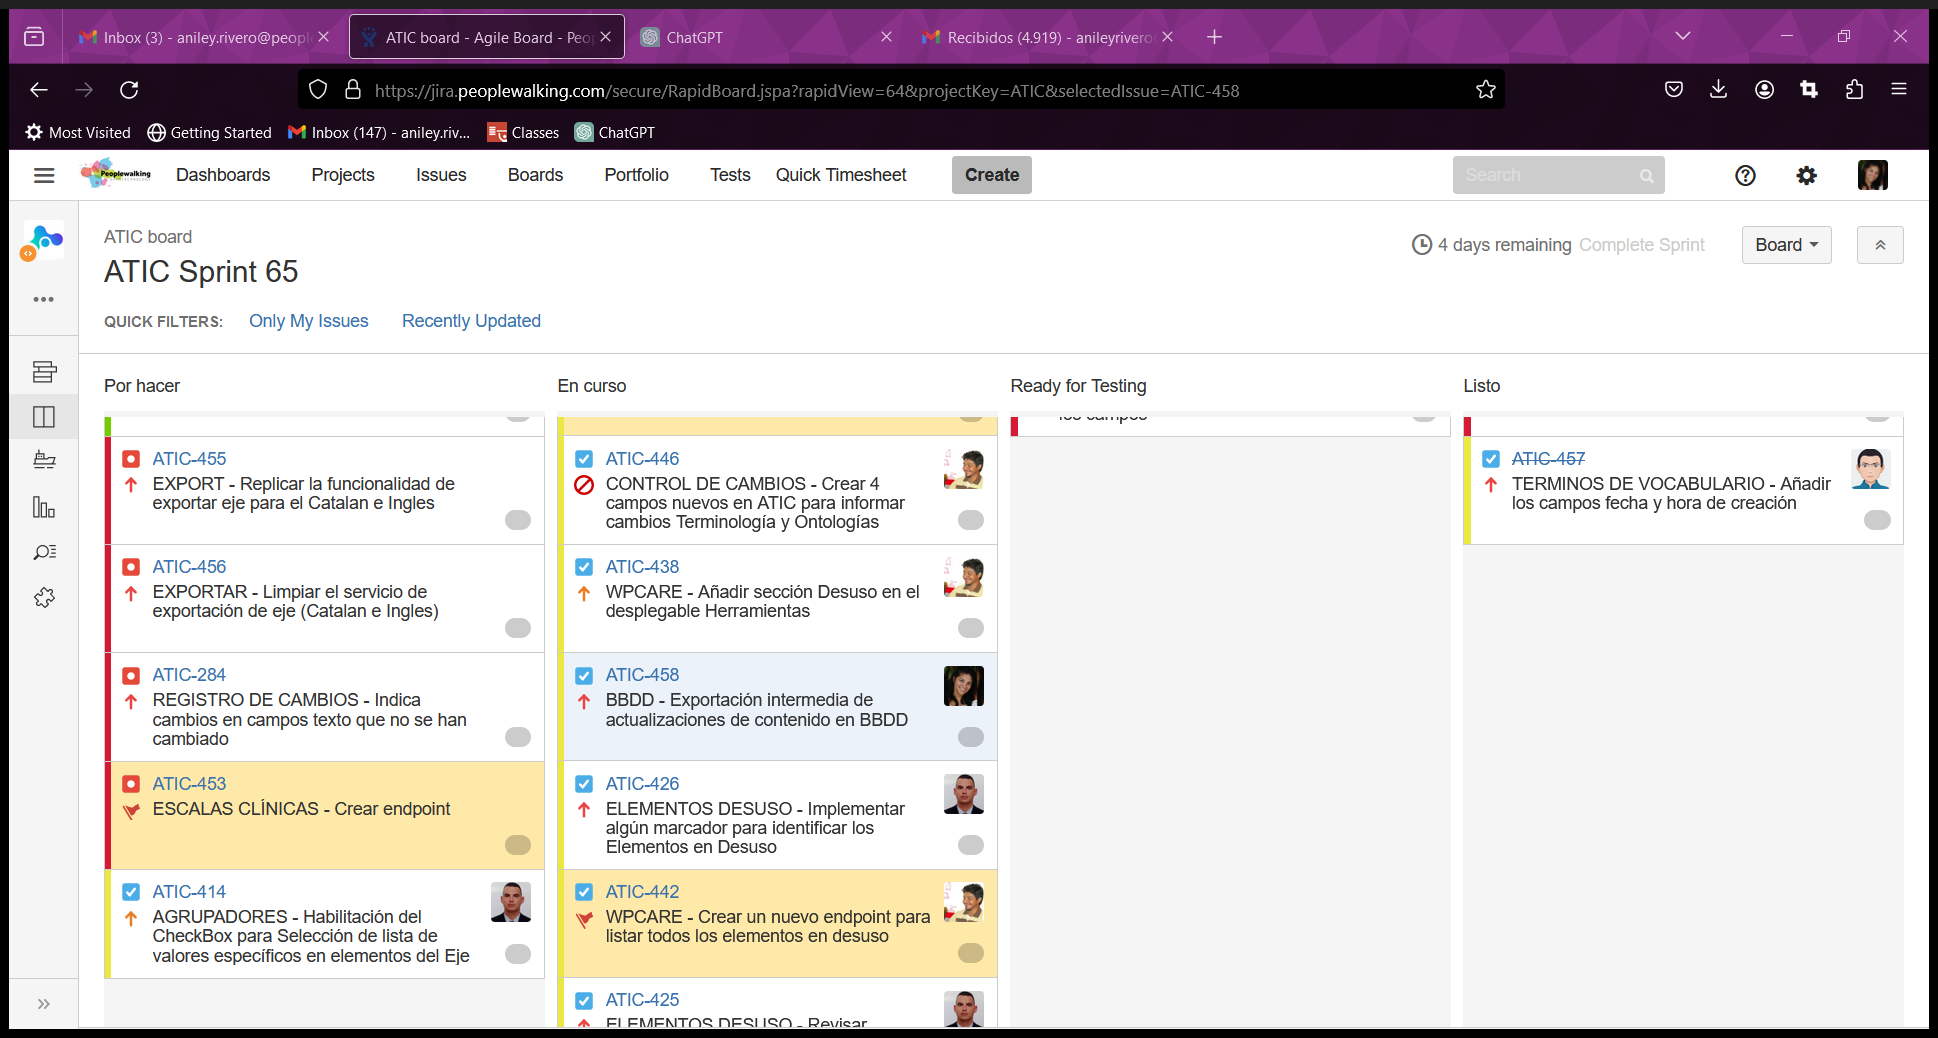 Inbox (3) - aniley.rivero@peopl
ATIC board - Agile Board - Peo
ChatGPT
Recibidos (4.919) - anileyrivero
https://jira.peoplewalking.com/secure/RapidBoard.jspa?rapidView=64&projectKey=ATIC&selectedIssue=ATIC-458
Most Visited
Getting Started
Inbox (147) - aniley.riv...
Classes
ChatGPT
Peoplewalking
Dashboards
Projects
Issues
Boards
Portfolio
Tests
Quick Timesheet
Create
Search
ATIC board
ATIC Sprint 65
4 days remaining
Complete Sprint
Board
QUICK FILTERS:
Only My Issues
Recently Updated
Por hacer
En curso
Ready for Testing
Listo
ATIC-455
EXPORT - Replicar la funcionalidad de
exportar eje para el Catalan e Ingles
ATIC-456
EXPORTAR - Limpiar el servicio de
exportación de eje (Catalan e Ingles)
ATIC-284
REGISTRO DE CAMBIOS - Indica
cambios en campos texto que no se han
cambiado
ATIC-453
ESCALAS CLÍNICAS - Crear endpoint
ATIC-414
AGRUPADORES - Habilitación del
CheckBox para Selección de lista de
valores específicos en elementos del Eje
ATIC-446
CONTROL DE CAMBIOS - Crear 4
campos nuevos en ATIC para informar
cambios Terminología y Ontologías
ATIC-438
WPCARE - Añadir sección Desuso en el
desplegable Herramientas
ATIC-458
BBDD - Exportación intermedia de
actualizaciones de contenido en BBDD
ATIC-426
ELEMENTOS DESUSO - Implementar
algún marcador para identificar los
Elementos en Desuso
ATIC-442
WPCARE - Crear un nuevo endpoint para
listar todos los elementos en desuso
ATIC-425
ELEMENTOS DESUSO - Revisar
los campos
ATIC-457
TERMINOS DE VOCABULARIO - Añadir
los campos fecha y hora de creación